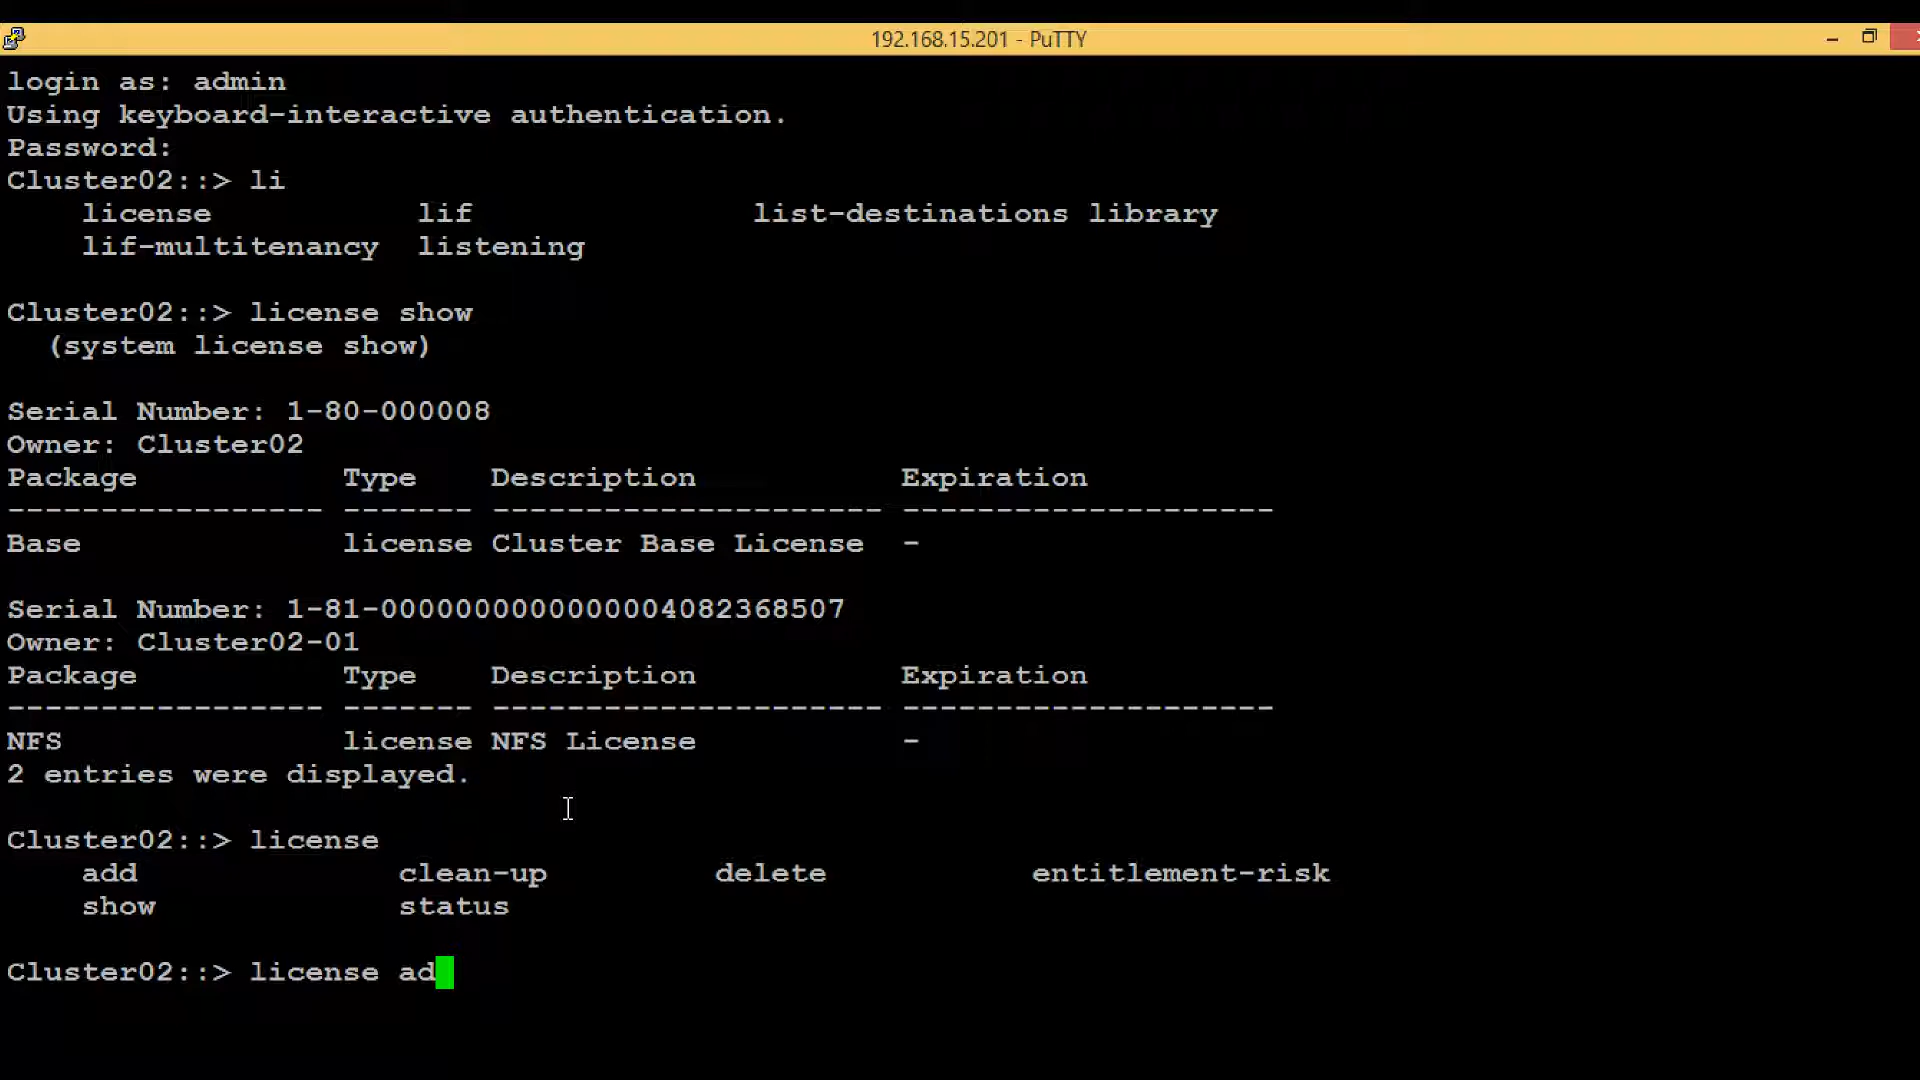 192.168.15.201 - PuTTY
login as: admin
Using keyboard-interactive authentication.
Password:
Cluster02::> li
    license           lif               list-destinations library
    lif-multitenancy  listening
Cluster02::> license show
  (system license show)
Serial Number: 1-80-000008
Owner: Cluster02
Package           Type    Description           Expiration
----------------- ------- --------------------- --------------------
Base              license Cluster Base License  -
Serial Number: 1-81-0000000000000004082368507
Owner: Cluster02-01
Package           Type    Description           Expiration
----------------- ------- --------------------- --------------------
NFS               license NFS License           -
2 entries were displayed.
Cluster02::> license
    add              clean-up         delete           entitlement-risk
    show             status
Cluster02::> license ad